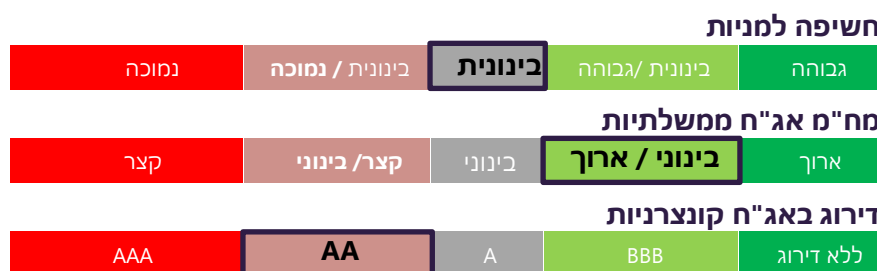 חשיפה למניות
גבוהה בינונית /גבוהה בינונית בינונית / נמוכה נמוכה
מח"מ אג"ח ממשלתיות
ארוך בינוני / ארוך בינוני קצר/ בינוני קצר
דירוג באג"ח קונצרניות
ללא דירוג BBB A AA AAA